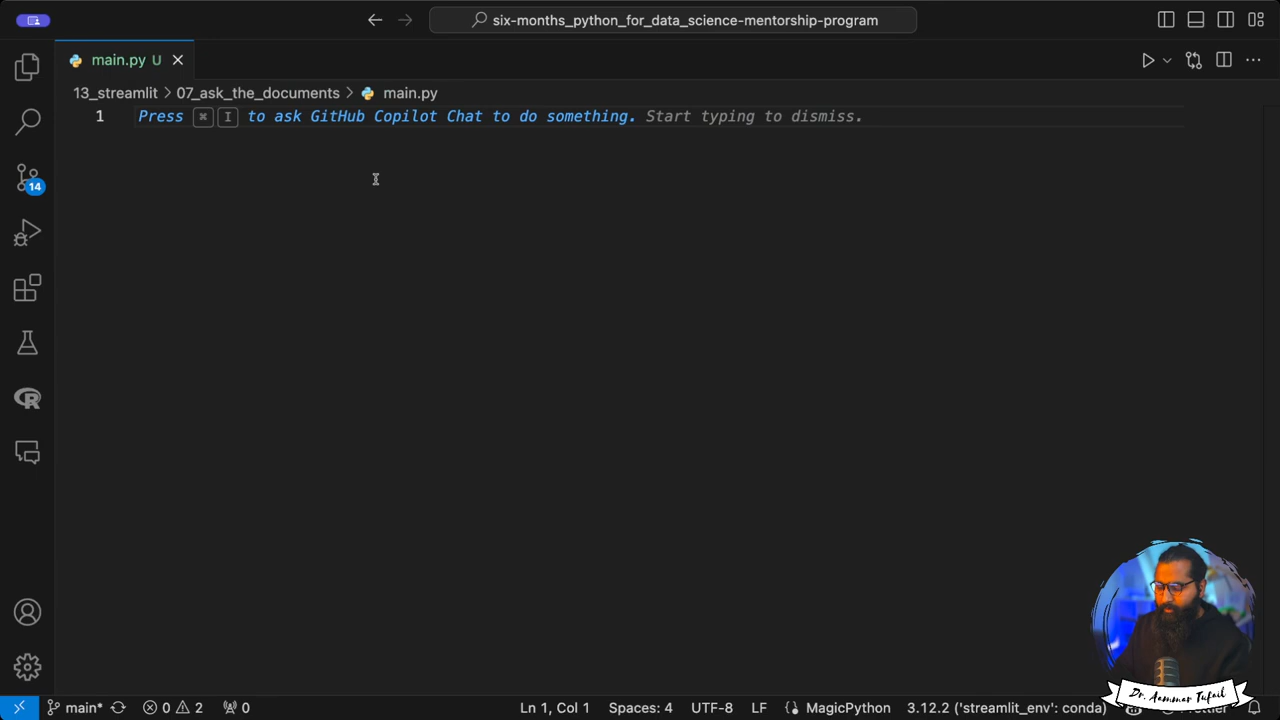 six-months_python_for_data_science-mentorship-program
main.py U
13_streamlit > 07_ask_the_documents > main.py
1 Press ⌘ I to ask GitHub Copilot Chat to do something. Start typing to dismiss.
14
Dr. Aammar Tufail
main* 0 2 0 Ln 1, Col 1 Spaces: 4 UTF-8 LF MagicPython 3.12.2 ('streamlit_env': conda)